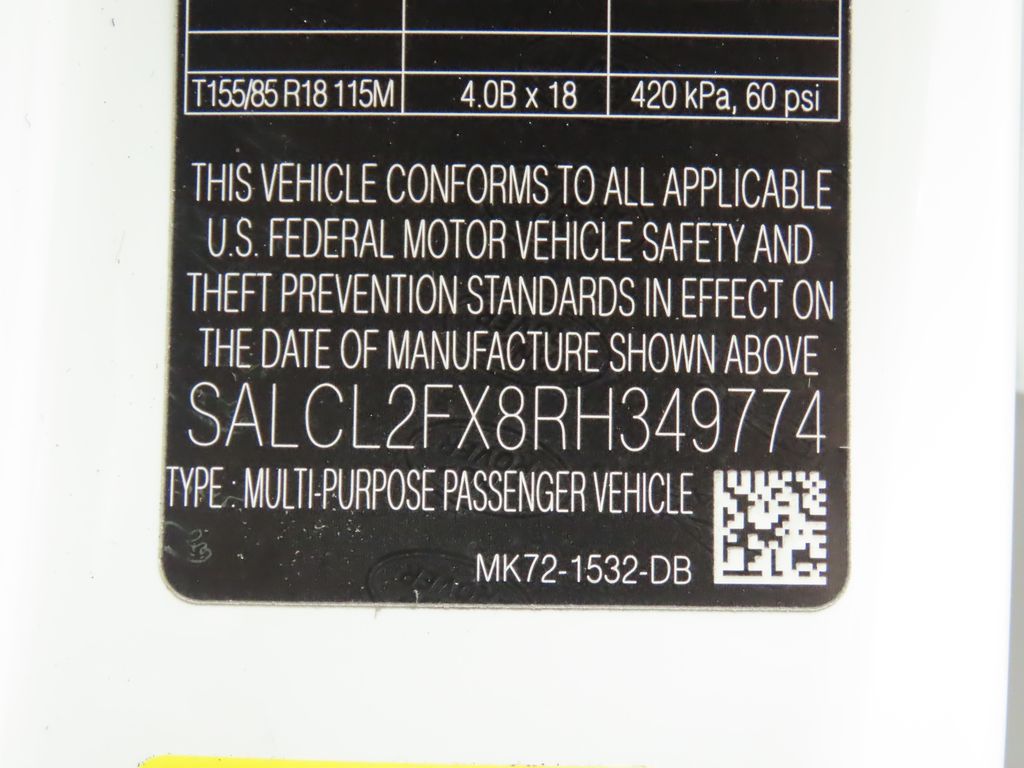 T155/85 R18 115M 4.0B x 18 420 kPa, 60 psi
THIS VEHICLE CONFORMS TO ALL APPLICABLE
U.S. FEDERAL MOTOR VEHICLE SAFETY AND
THEFT PREVENTION STANDARDS IN EFFECT ON
THE DATE OF MANUFACTURE SHOWN ABOVE
SALCL2FX8RH349774
TYPE : MULTI-PURPOSE PASSENGER VEHICLE
MK72-1532-DB